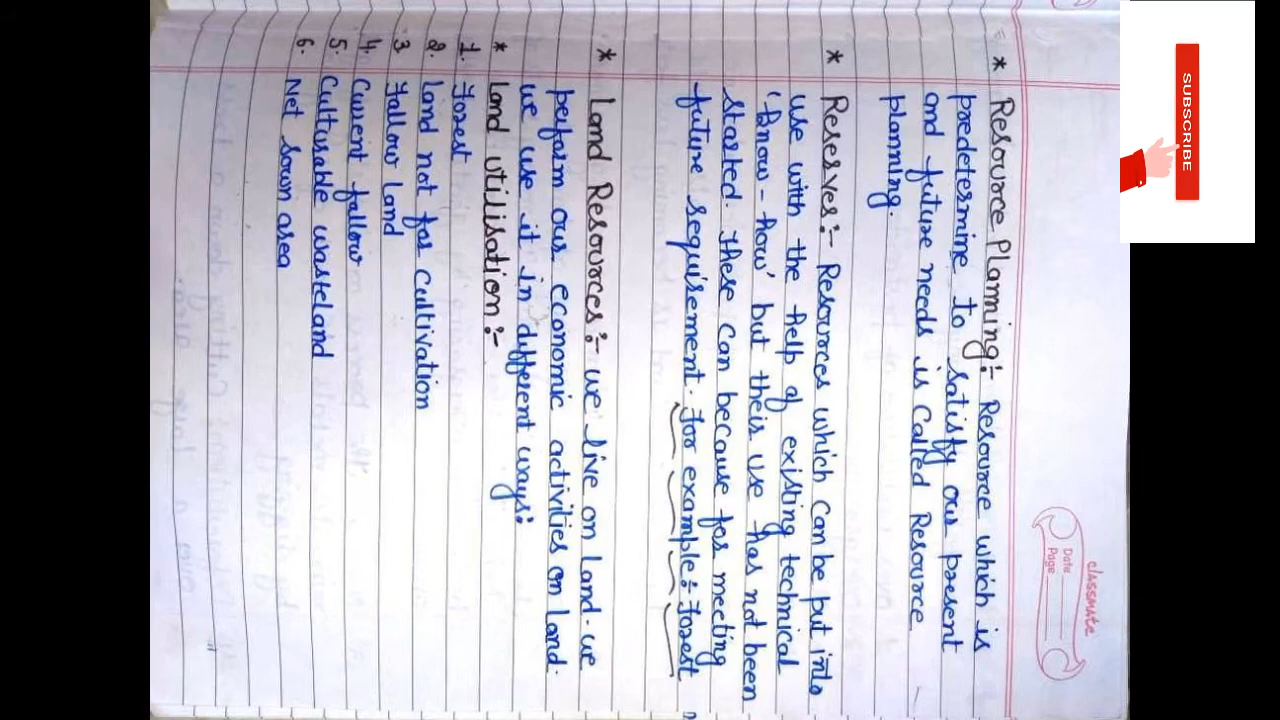 classmate
Date
Page
* Resource Planning:- Resource which is
predetermine to satisfy our present
and future needs is called Resource
planning.
* Reserves:- Resources which can be put into
use with the help of existing technical
'Know-how' but their use has not been
started. These can because for meeting
future requirement. For example:- Forest
* Land Resources:- we live on land. we
perform our economic activities on land.
we use it in different ways:
* Land utilisation:-
1. Forest
2. Land not for cultivation
3. Fallow land
4. Current fallow
5. Culturable wasteland
6. Net sown area
SUBSCRIBE